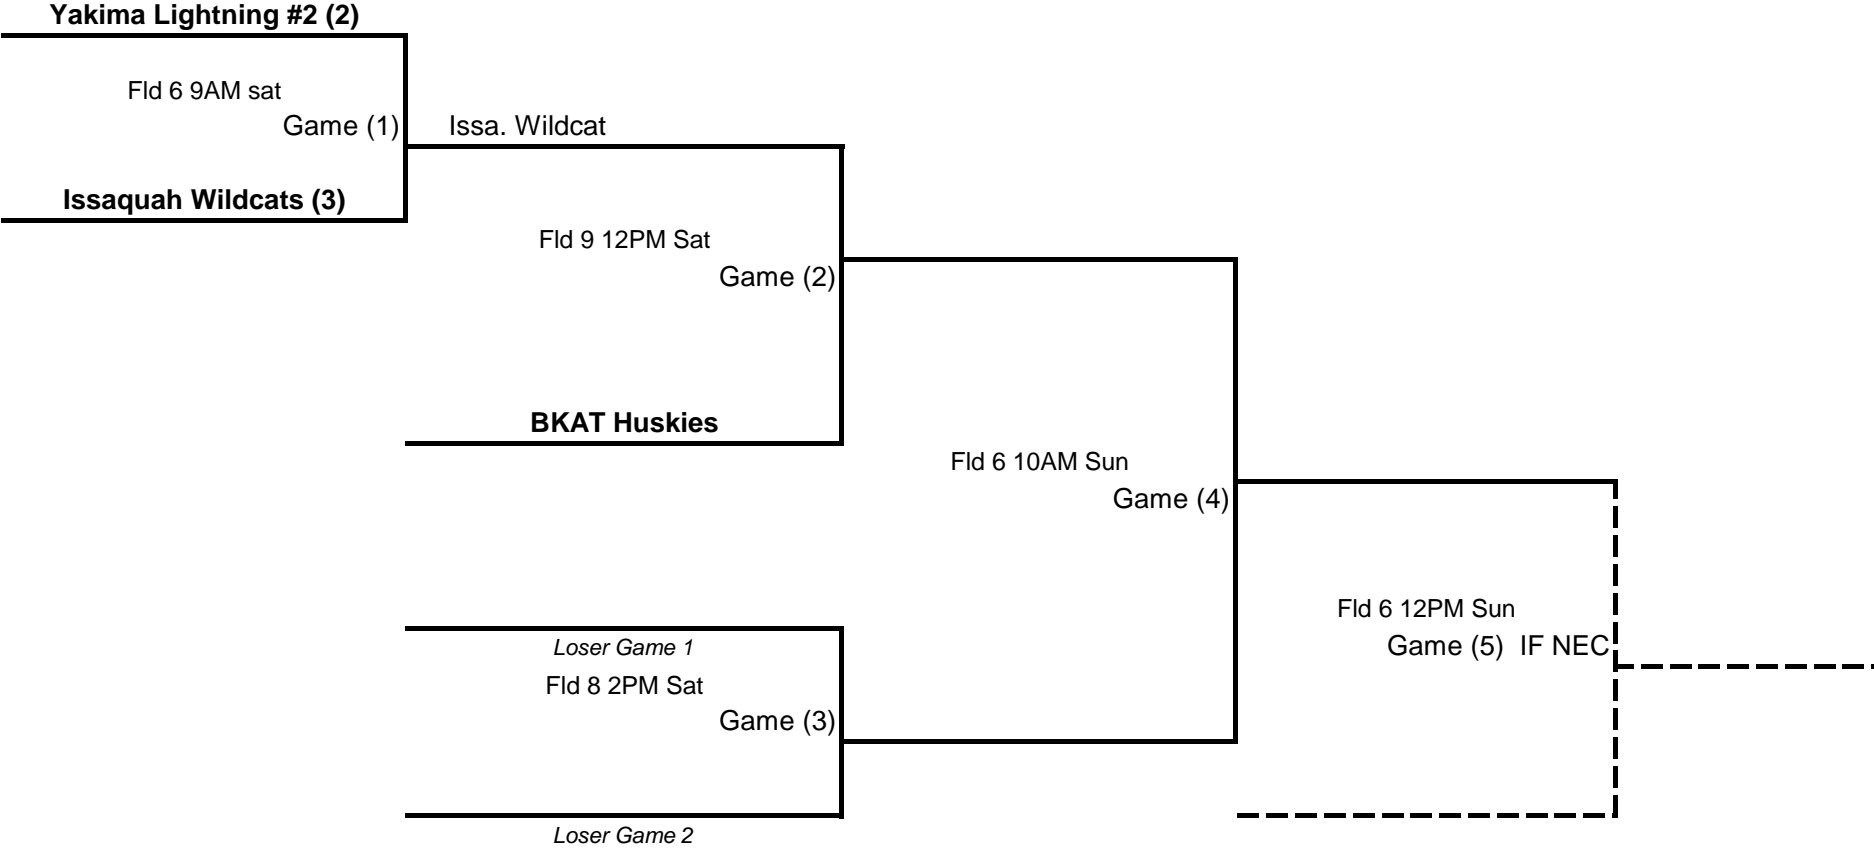 Yakima Lightning #2 (2)
Fld 6 9AM sat
Game (1)
Issa. Wildcat
Issaquah Wildcats (3)
Fld 9 12PM Sat
Game (2)
BKAT Huskies
Fld 6 10AM Sun
Game (4)
Fld 6 12PM Sun
Game (5) IF NEC
Loser Game 1
Fld 8 2PM Sat
Game (3)
Loser Game 2